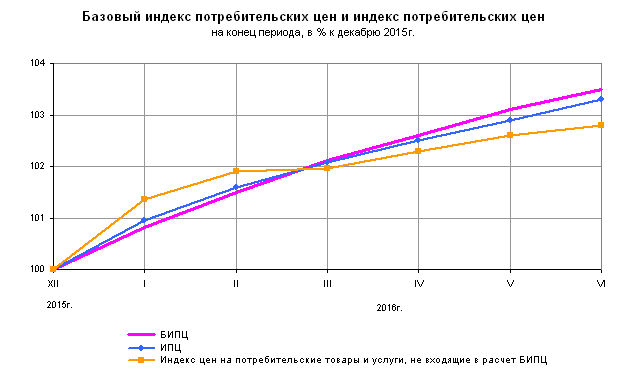 Базовый индекс потребительских цен и индекс потребительских цен
на конец периода, в % к декабрю 2015г.
104
103
102
101
100
XII I II III IV V VI
2015г. 2016г.
БИПЦ
ИПЦ
Индекс цен на потребительские товары и услуги, не входящие в расчет БИПЦ